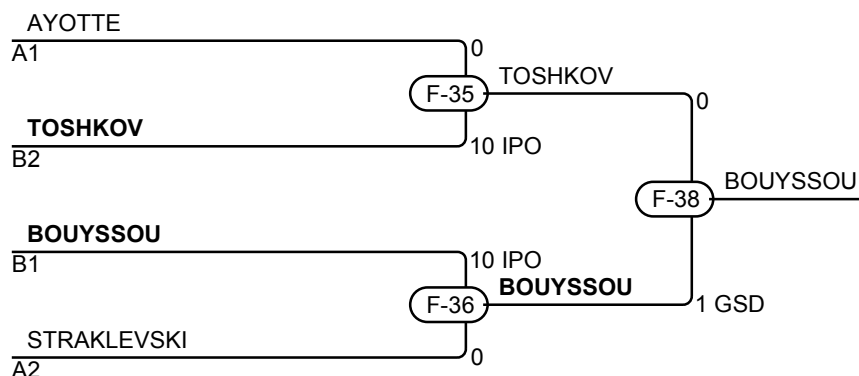 AYOTTE
A1
0
F-35
TOSHKOV
0
TOSHKOV
B2
10 IPO
F-38
BOUYSSOU
BOUYSSOU
B1
10 IPO
F-36
BOUYSSOU
1 GSD
STRAKLEVSKI
A2
0